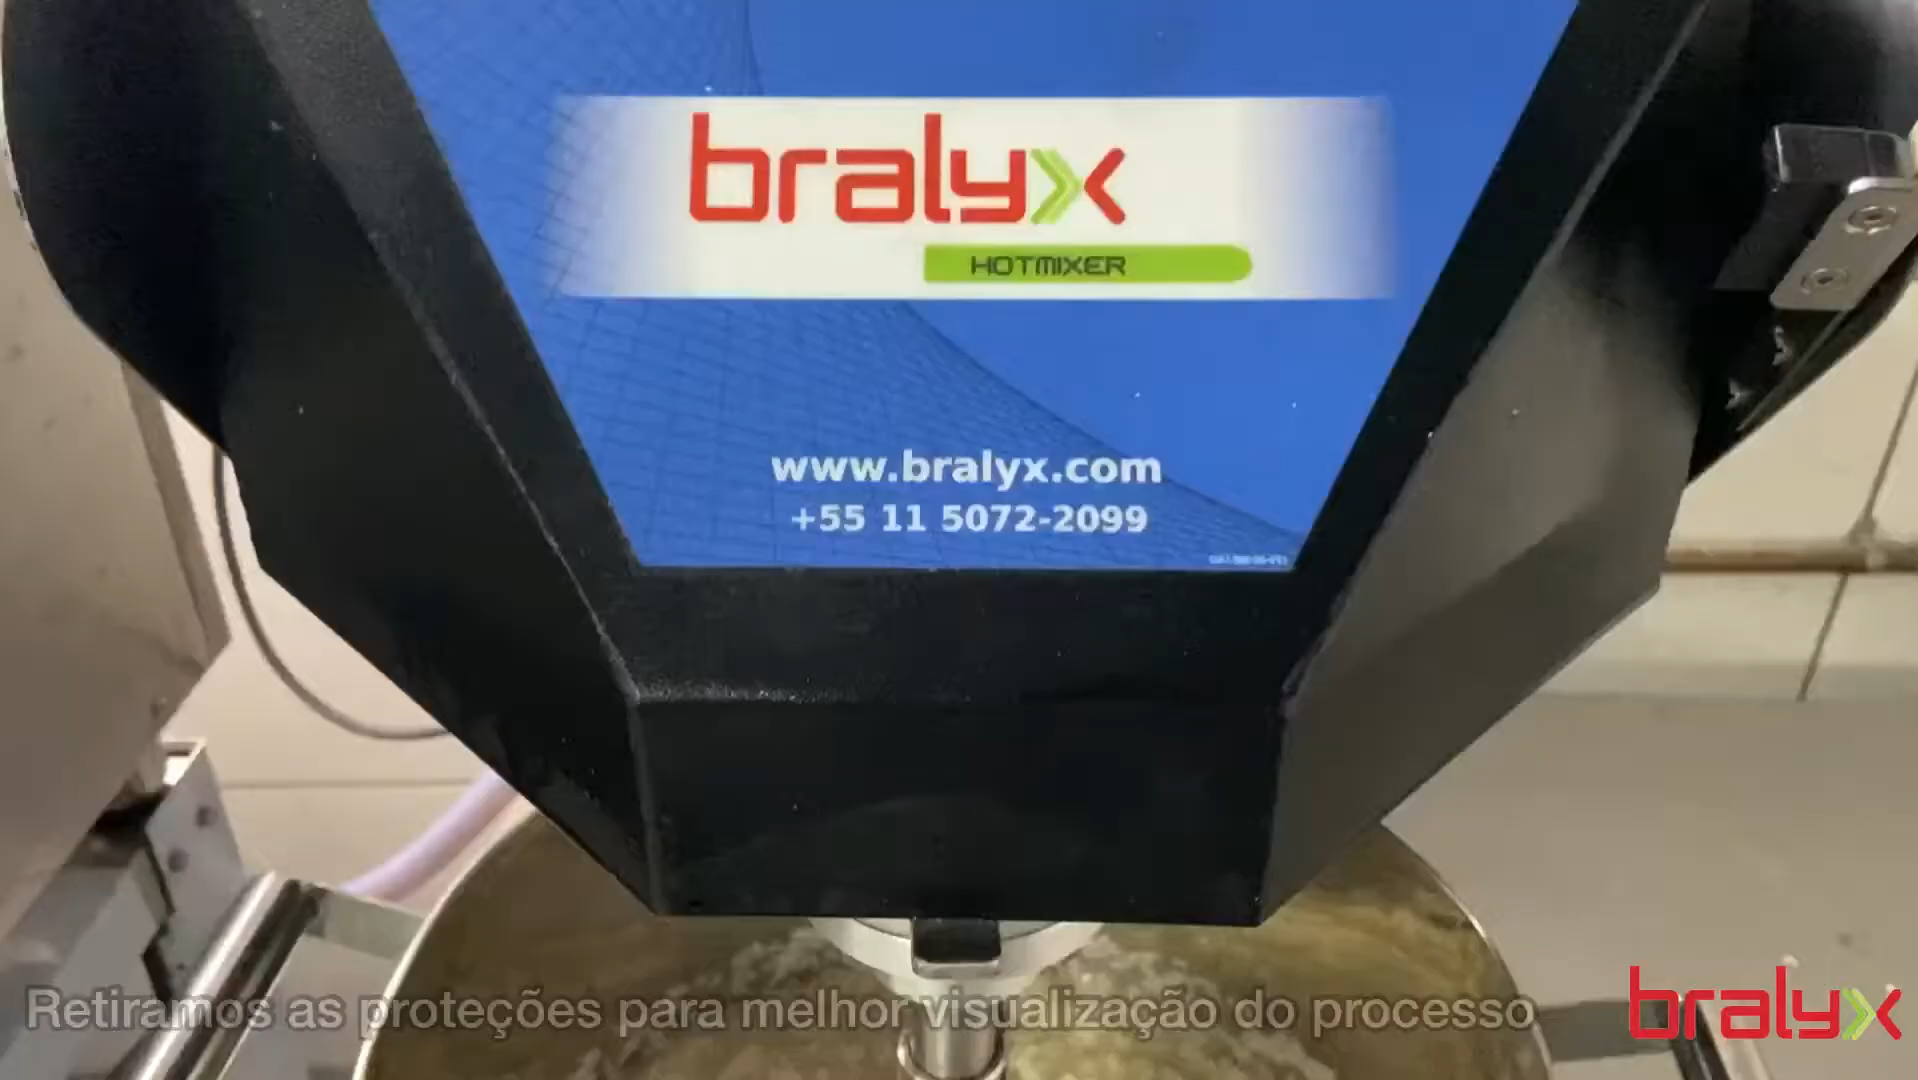 bralyx
HOTMIXER
www.bralyx.com
+55 11 5072-2099
Retiramos as proteções para melhor visualização do processo
bralyx